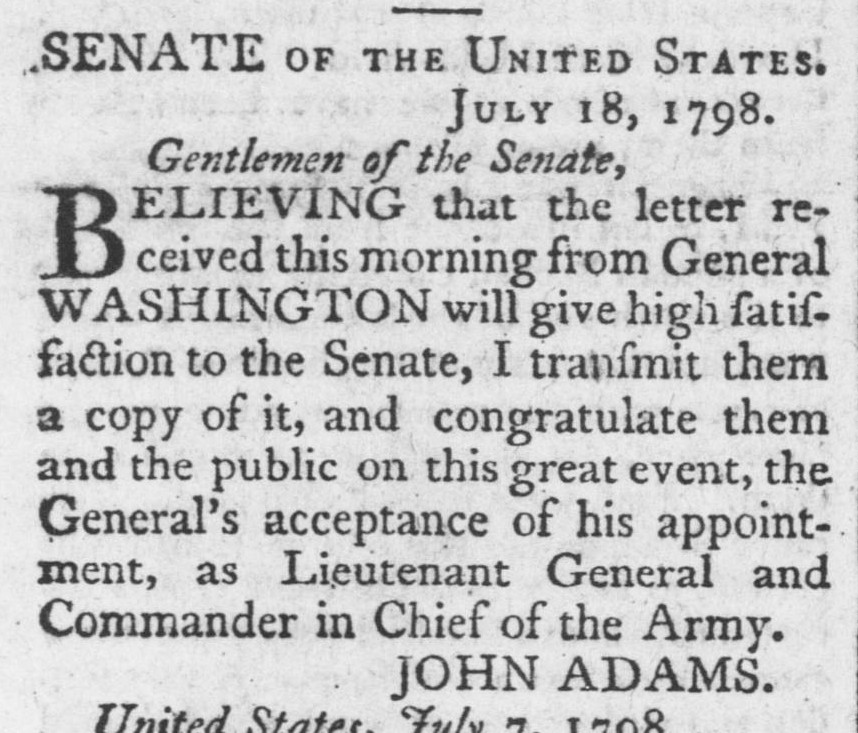 SENATE OF THE UNITED STATES.
JULY 18, 1798.
Gentlemen of the Senate,
BELIEVING that the letter re-
ceived this morning from General
WASHINGTON will give high ſatiſ-
faction to the Senate, I tranſmit them
a copy of it, and congratulate them
and the public on this great event, the
General's acceptance of his appoint-
ment, as Lieutenant General and
Commander in Chief of the Army.
JOHN ADAMS.
United States, July 7, 1798